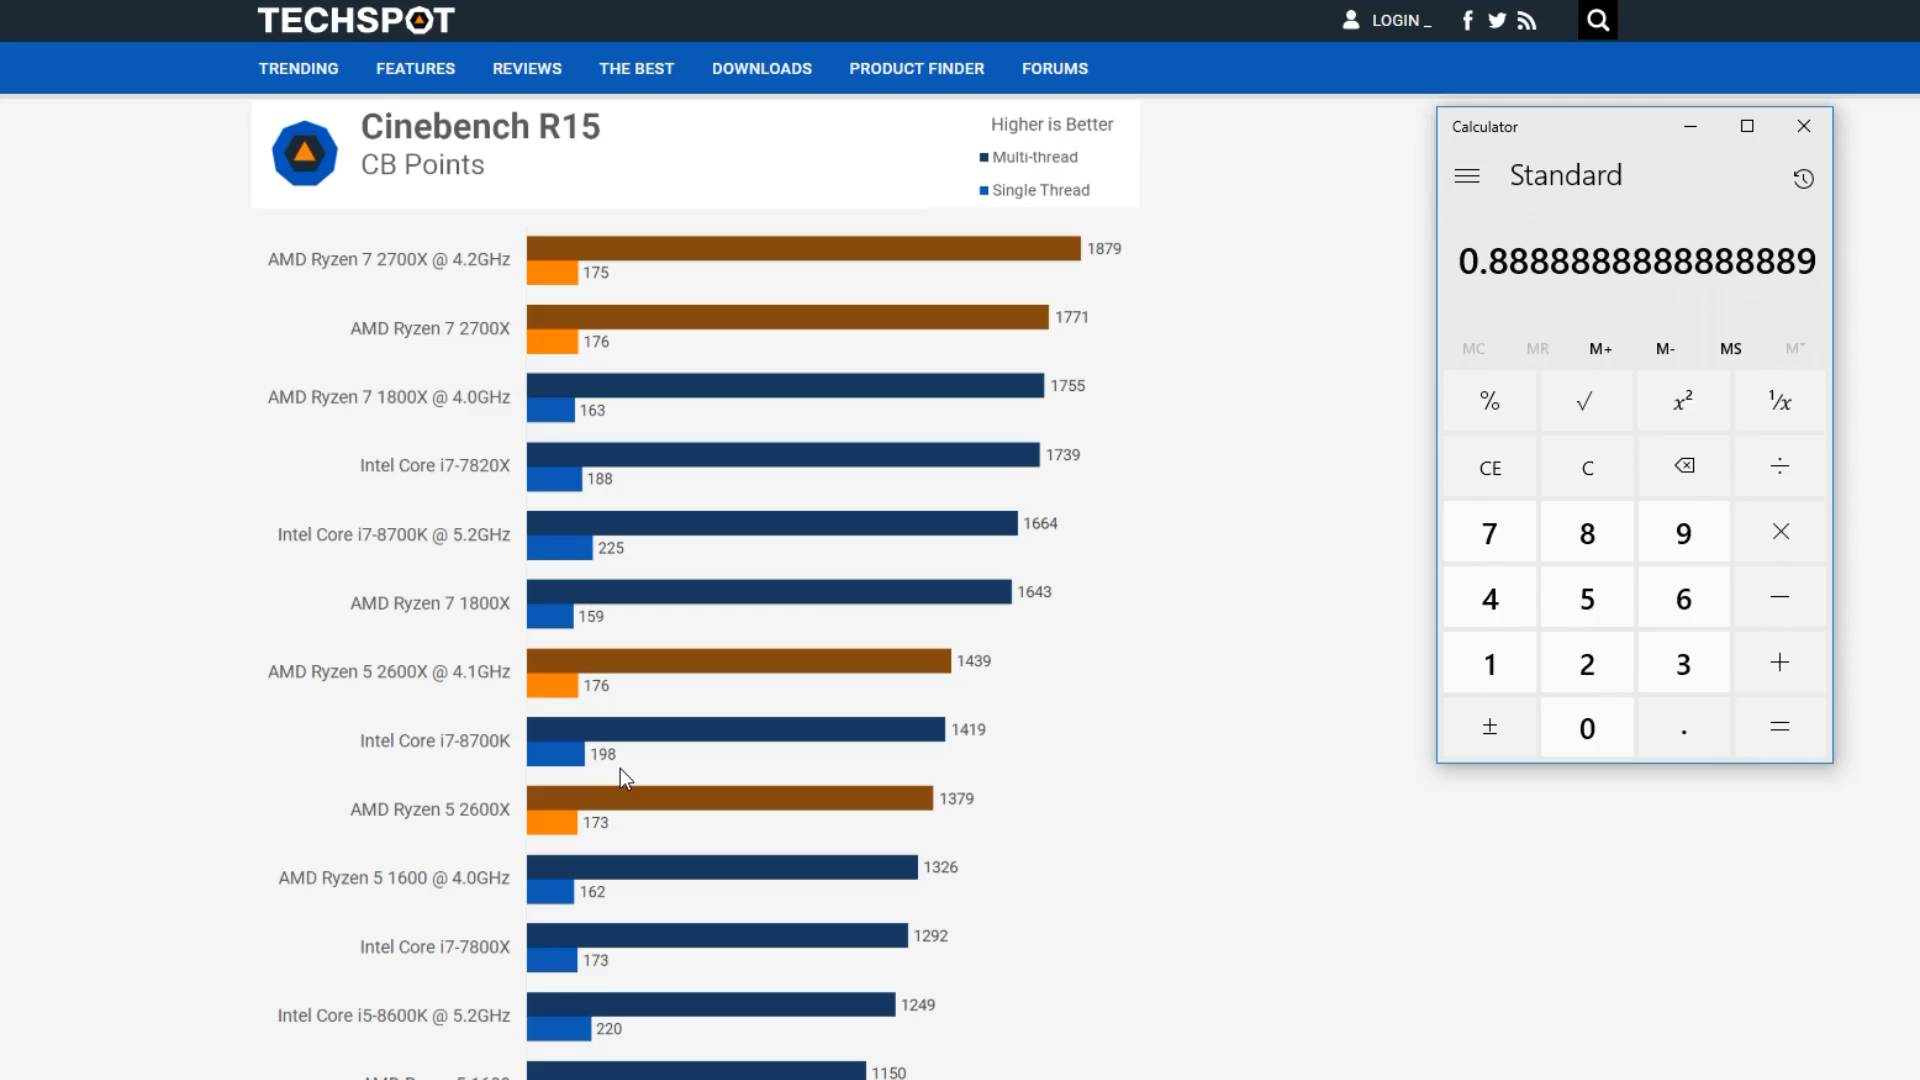 TECHSPOT
LOGIN _
TRENDING FEATURES REVIEWS THE BEST DOWNLOADS PRODUCT FINDER FORUMS
Cinebench R15
CB Points
Higher is Better
Multi-thread
Single Thread
AMD Ryzen 7 2700X @ 4.2GHz 1879
175
AMD Ryzen 7 2700X 1771
176
AMD Ryzen 7 1800X @ 4.0GHz 1755
163
Intel Core i7-7820X 1739
188
Intel Core i7-8700K @ 5.2GHz 1664
225
AMD Ryzen 7 1800X 1643
159
AMD Ryzen 5 2600X @ 4.1GHz 1439
176
Intel Core i7-8700K 1419
198
AMD Ryzen 5 2600X 1379
173
AMD Ryzen 5 1600 @ 4.0GHz 1326
162
Intel Core i7-7800X 1292
173
Intel Core i5-8600K @ 5.2GHz 1249
220
1150
Calculator
Standard
0.8888888888888889
MC MR M+ M- MS M˅
% √ x² ¹/x
CE C ÷
7 8 9 ×
4 5 6 −
1 2 3 +
± 0 . =